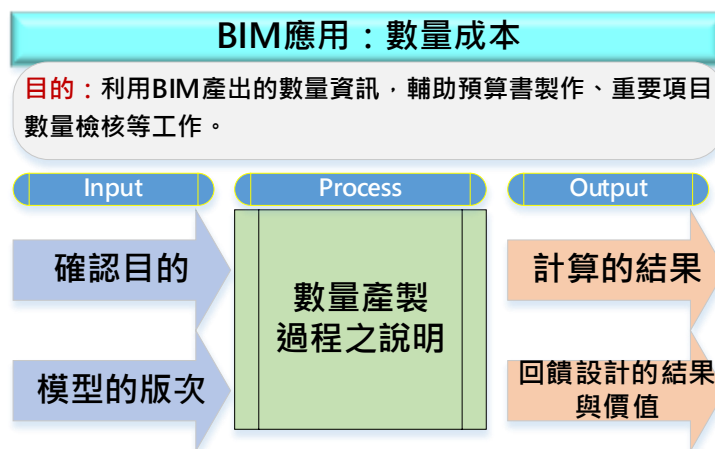 BIM應用：數量成本
目的：利用BIM產出的數量資訊，輔助預算書製作、重要項目
數量檢核等工作。
Input
Process
Output
確認目的
數量產製
過程之說明
計算的結果
模型的版次
回饋設計的結果
與價值